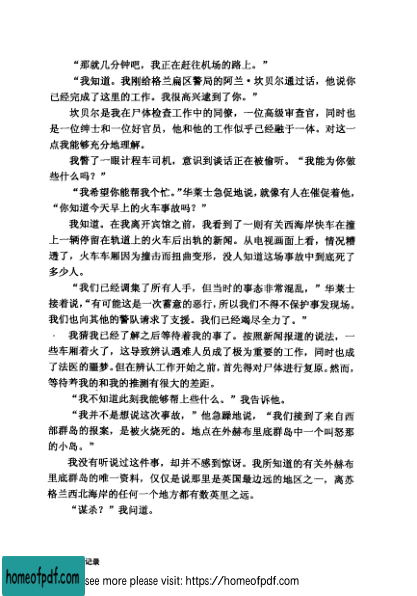 “那就几分钟吧，我正在赶往机场的路上。”
“我知道。我刚给格兰扁区警局的阿兰·坎贝尔通过话，他说你
已经完成了这里的工作。我很高兴逮到了你。”
坎贝尔是我在尸体检查工作中的同僚，一位高级审查官，同时也
是一位绅士和一位好官员，他和他的工作似乎已经融于一体。对这一
点我能够充分地理解。
我瞥了一眼计程车司机，意识到谈话正在被偷听。“我能为你做
些什么吗？”
“我希望你能帮我个忙。”华莱士急促地说，就像有人在催促着他，
“你知道今天早上的火车事故吗？”
我知道。在我离开宾馆之前，我看到了一则有关西海岸快车在撞
上一辆停留在轨道上的火车后出轨的新闻。从电视画面上看，情况糟
透了，火车车厢因为撞击而扭曲变形，没人知道这场事故中到底死了
多少人。
“我们已经调集了所有人手，但当时的事态非常混乱，”华莱士
接着说，“有可能这是一次蓄意的恶行，所以我们不得不保护事发现场。
我们也向其他的警队请求了支援。我们已经竭尽全力了。”
我猜我已经了解之后等待着我的事了。按照新闻报道的说法，一
些车厢着火了，这导致辨认遇难人员成了极为重要的工作，同时也成
了法医的噩梦。但在辨认工作开始之前，首先得对尸体进行复原。然而，
等待着我的和我的推测有很大的差距。
“我不知道此刻我能够帮上些什么。”我告诉他。
“我并不是想说这次事故，”他急躁地说，“我们接到了来自西
部群岛的报案，是被火烧死的。地点在外赫布里底群岛中一个叫怒那
的小岛。”
我没有听说过这件事，却并不感到惊讶。我所知道的有关外赫布
里底群岛的唯一资料，仅仅是说那里是英国最边远的地区之一，离苏
格兰西北海岸的任何一个地方都有数英里之远。
“谋杀？”我问道。
记录
homeofpdf.com
see more please visit: https://homeofpdf.com